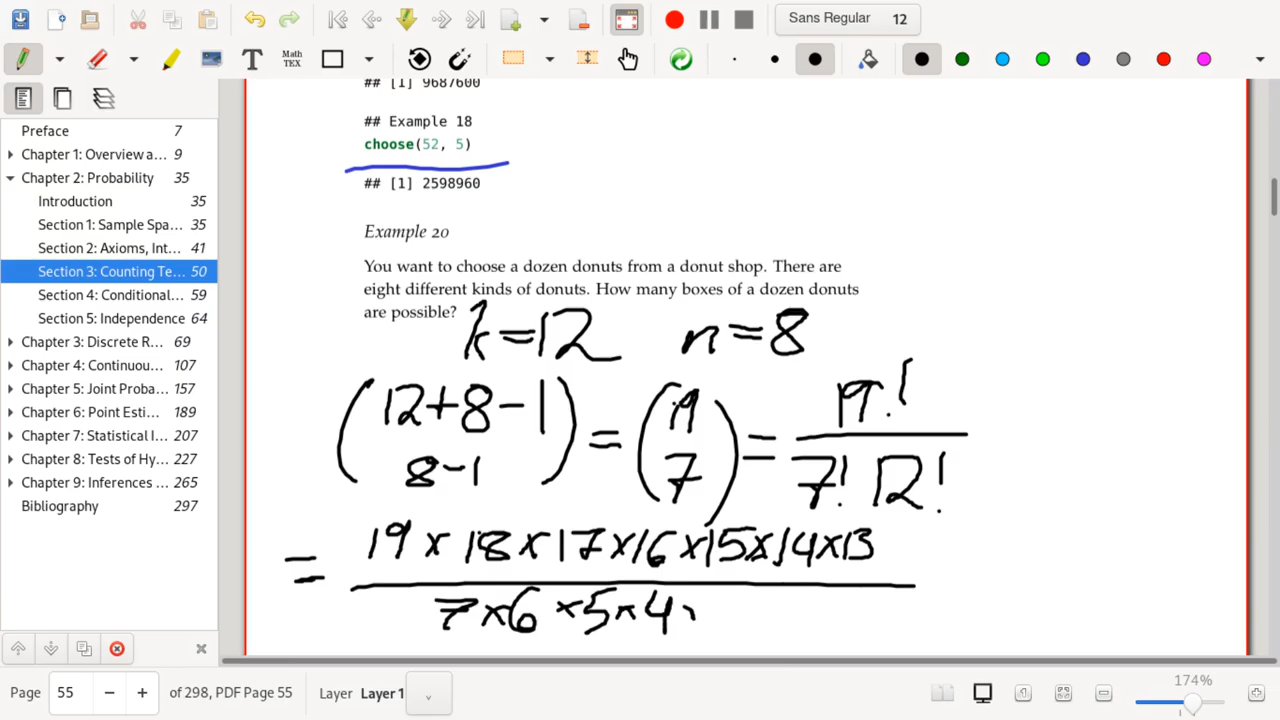 Sans Regular 12
Math TEX
Preface 7
Chapter 1: Overview a... 9
Chapter 2: Probability 35
Introduction 35
Section 1: Sample Spa... 35
Section 2: Axioms, Int... 41
Section 3: Counting Te... 50
Section 4: Conditional... 59
Section 5: Independence 64
Chapter 3: Discrete R... 69
Chapter 4: Continuou... 107
Chapter 5: Joint Proba... 157
Chapter 6: Point Esti... 189
Chapter 7: Statistical I... 207
Chapter 8: Tests of Hy... 227
Chapter 9: Inferences ... 265
Bibliography 297
## [1] 9687600
## Example 18
choose(52, 5)
## [1] 2598960
Example 20
You want to choose a dozen donuts from a donut shop. There are
eight different kinds of donuts. How many boxes of a dozen donuts
are possible?
k=12 n=8
(12+8-1 / 8-1) = (19 / 7) = 19! / 7! 12!
= 19 × 18 × 17 × 16 × 15 × 14 × 13
7 × 6 × 5 × 4
Page 55 of 298, PDF Page 55 Layer Layer 1 174%